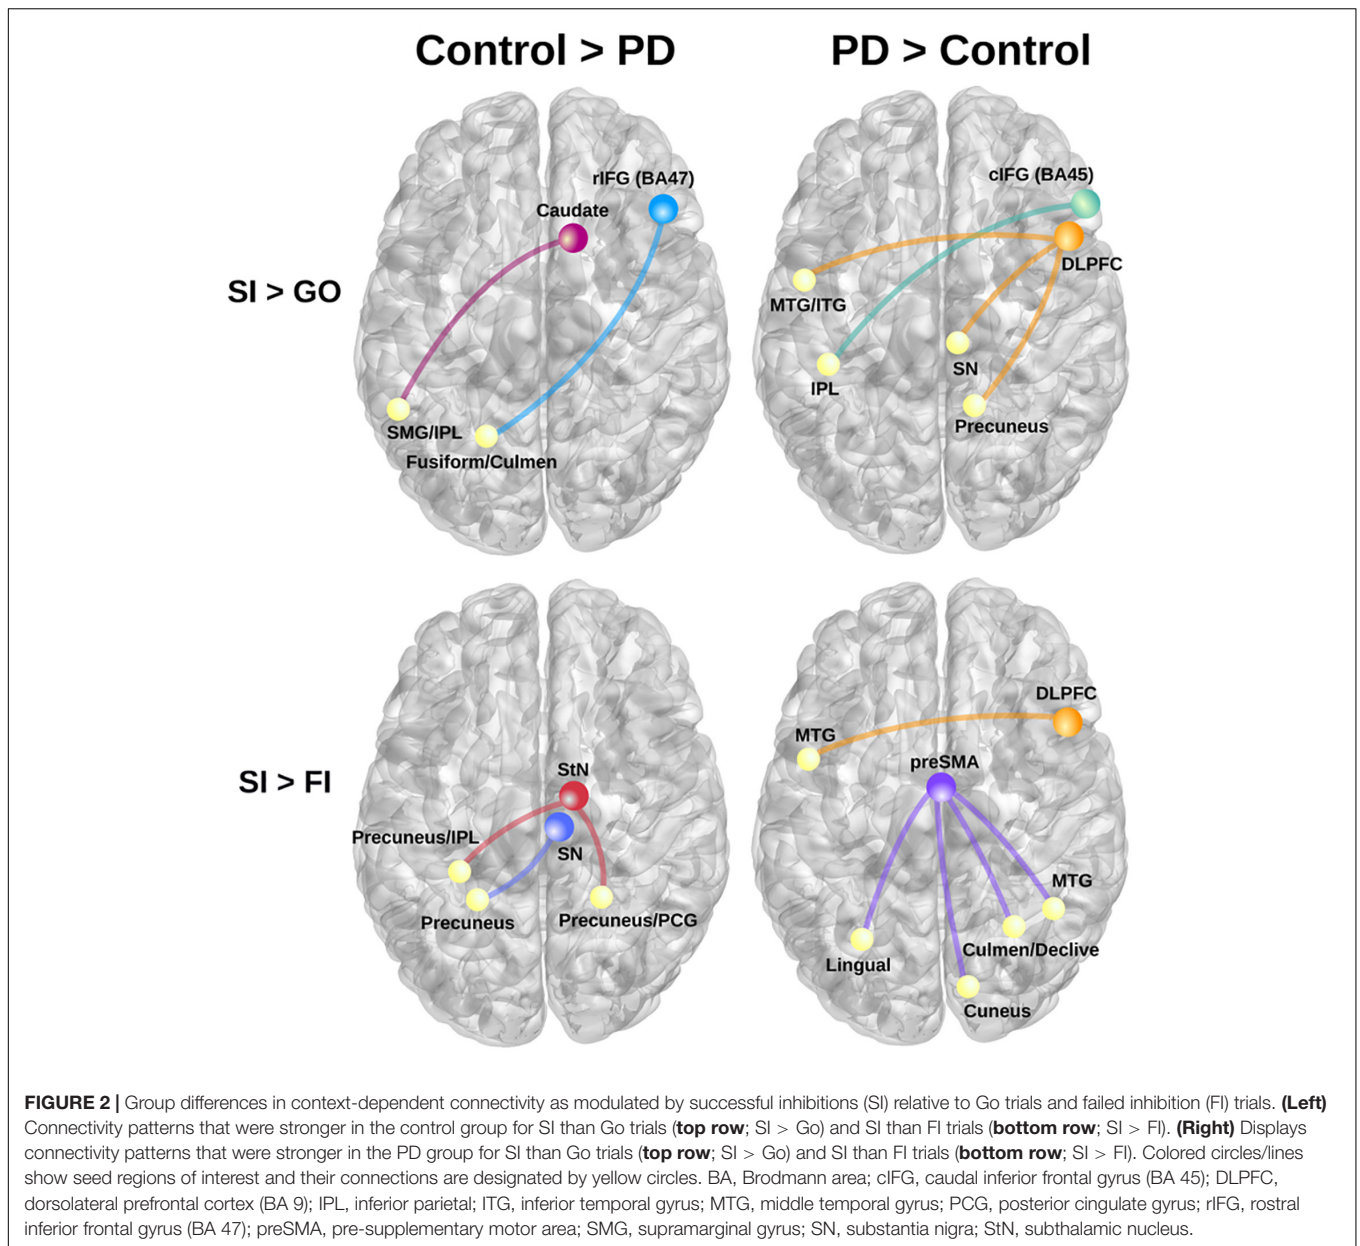 Control > PD
PD > Control
SI > GO
rIFG (BA47)
Caudate
SMG/IPL
Fusiform/Culmen
cIFG (BA45)
DLPFC
MTG/ITG
SN
IPL
Precuneus
SI > FI
StN
Precuneus/IPL
SN
Precuneus
Precuneus/PCG
DLPFC
MTG
preSMA
MTG
Culmen/Declive
Lingual
Cuneus
FIGURE 2 | Group differences in context-dependent connectivity as modulated by successful inhibitions (SI) relative to Go trials and failed inhibition (FI) trials. (Left)
Connectivity patterns that were stronger in the control group for SI than Go trials (top row; SI > Go) and SI than FI trials (bottom row; SI > FI). (Right) Displays
connectivity patterns that were stronger in the PD group for SI than Go trials (top row; SI > Go) and SI than FI trials (bottom row; SI > FI). Colored circles/lines
show seed regions of interest and their connections are designated by yellow circles. BA, Brodmann area; cIFG, caudal inferior frontal gyrus (BA 45); DLPFC,
dorsolateral prefrontal cortex (BA 9); IPL, inferior parietal; ITG, inferior temporal gyrus; MTG, middle temporal gyrus; PCG, posterior cingulate gyrus; rIFG, rostral
inferior frontal gyrus (BA 47); preSMA, pre-supplementary motor area; SMG, supramarginal gyrus; SN, substantia nigra; StN, subthalamic nucleus.